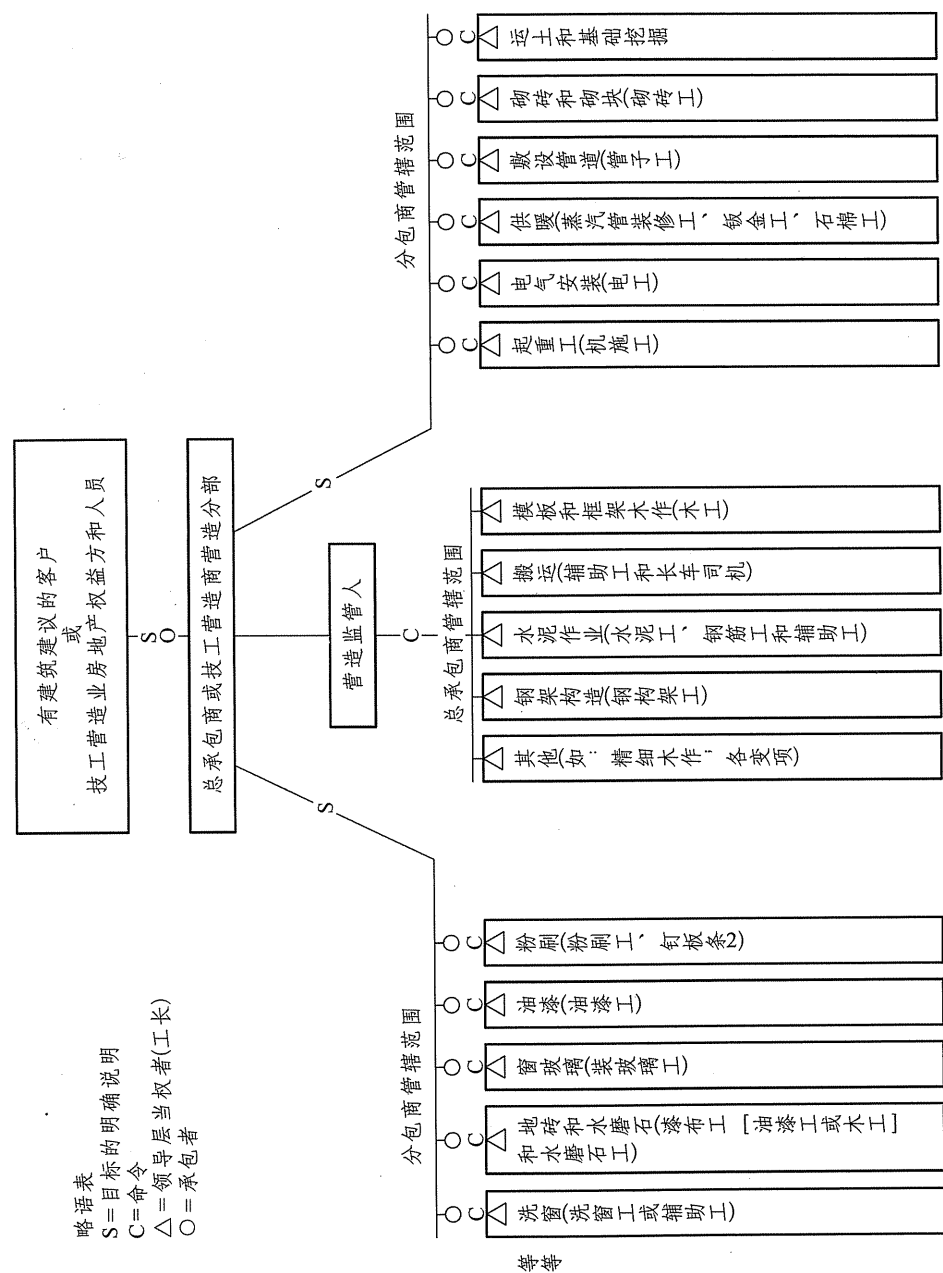 有建筑建议的客户
或
技工营造业房地产权益方和人员
S
O
总承包商或技工营造商营造分部
S
S
营造监管人
C
略语表
S=目标的明确说明
C=命令
△=领导层当权者(工长)
○=承包者
分包商管辖范围
O
C
洗窗(洗窗工或辅助工)
O
C
地砖和水磨石(漆布工 [油漆工或木工]
和水磨石工)
O
C
窗玻璃(装玻璃工)
O
C
油漆(油漆工)
O
C
粉刷(粉刷工、钉板条2)
等等
总承包商管辖范围
其他(如:精细木作;各变项)
钢架构造(钢构架工)
水泥作业(水泥工、钢筋工和辅助工)
搬运(辅助工和长车司机)
模板和框架木作(木工)
分包商管辖范围
O
C
起重工(机施工)
O
C
电气安装(电工)
O
C
供暖(蒸汽管装修工、钣金工、石棉工)
O
C
敷设管道(管子工)
O
C
砌砖和砌块(砌砖工)
O
C
运土和基础挖掘